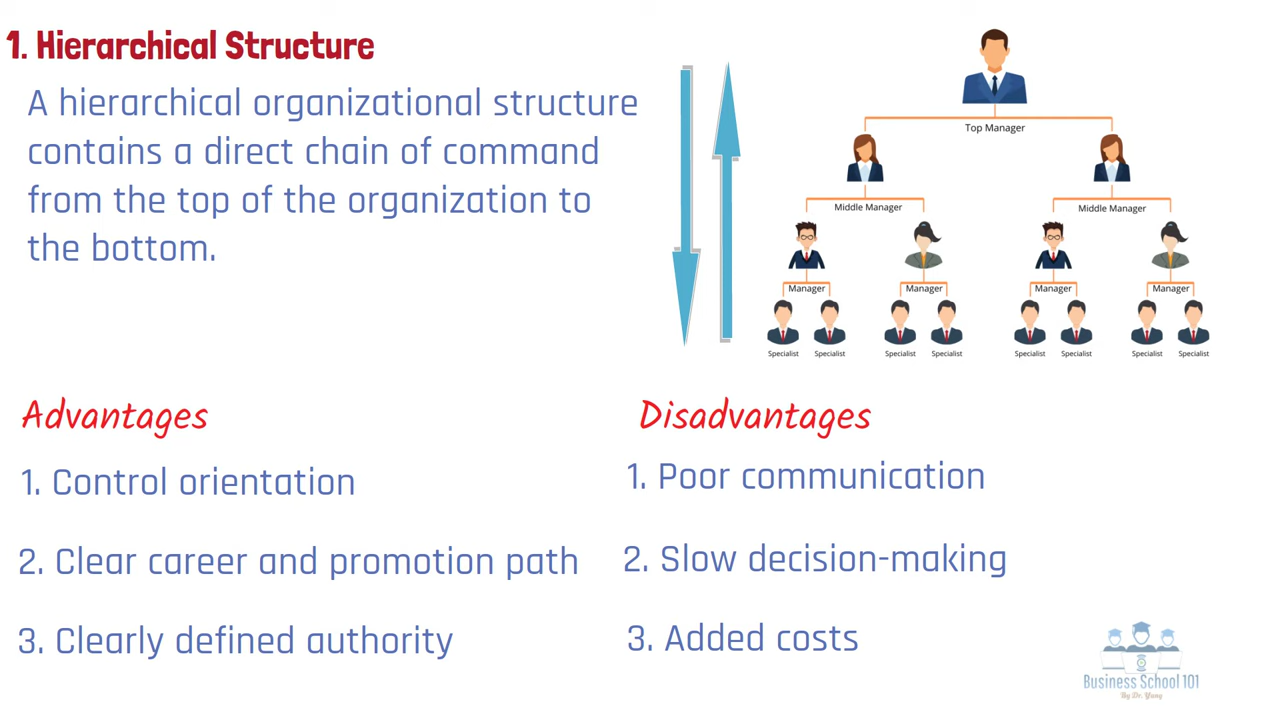 1. Hierarchical Structure
A hierarchical organizational structure
contains a direct chain of command
from the top of the organization to
the bottom.
Top Manager
Middle Manager Middle Manager
Manager Manager Manager Manager
Specialist Specialist Specialist Specialist Specialist Specialist Specialist Specialist
Advantages
1. Control orientation
2. Clear career and promotion path
3. Clearly defined authority
Disadvantages
1. Poor communication
2. Slow decision-making
3. Added costs
Business School 101
By Dr. Yang